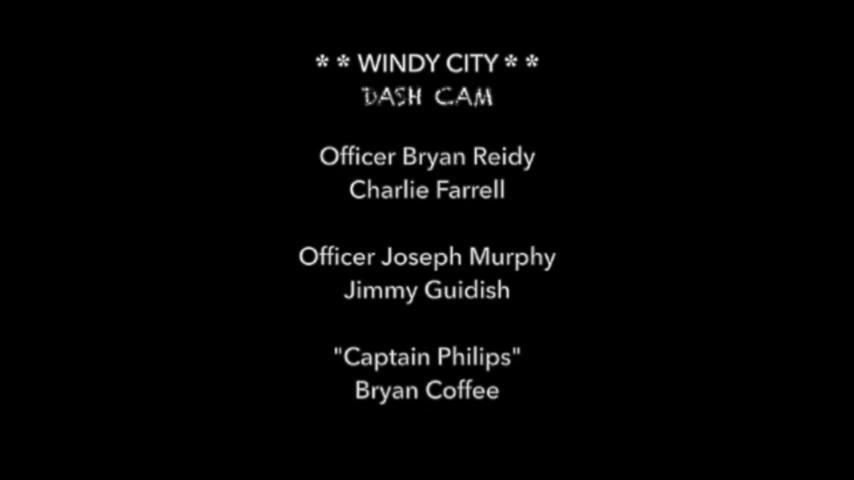 * * WINDY CITY * *
DASH CAM
Officer Bryan Reidy
Charlie Farrell
Officer Joseph Murphy
Jimmy Guidish
"Captain Philips"
Bryan Coffee